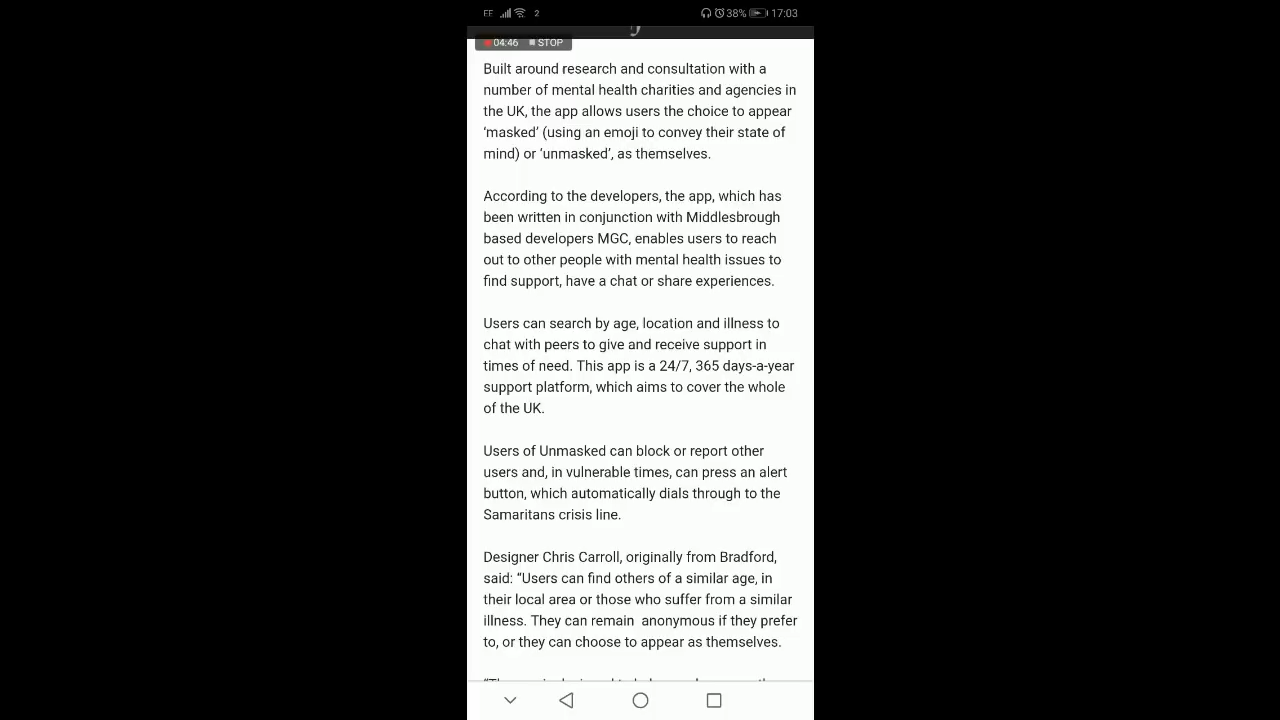 EE 2 38% 17:03
04:46 STOP
Built around research and consultation with a
number of mental health charities and agencies in
the UK, the app allows users the choice to appear
‘masked’ (using an emoji to convey their state of
mind) or ‘unmasked’, as themselves.
According to the developers, the app, which has
been written in conjunction with Middlesbrough
based developers MGC, enables users to reach
out to other people with mental health issues to
find support, have a chat or share experiences.
Users can search by age, location and illness to
chat with peers to give and receive support in
times of need. This app is a 24/7, 365 days-a-year
support platform, which aims to cover the whole
of the UK.
Users of Unmasked can block or report other
users and, in vulnerable times, can press an alert
button, which automatically dials through to the
Samaritans crisis line.
Designer Chris Carroll, originally from Bradford,
said: “Users can find others of a similar age, in
their local area or those who suffer from a similar
illness. They can remain  anonymous if they prefer
to, or they can choose to appear as themselves.